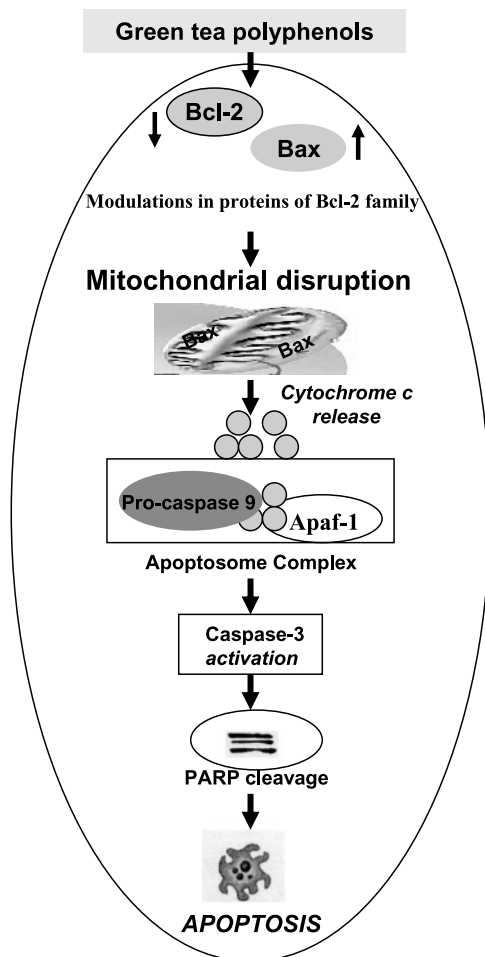 Green tea polyphenols
Bcl-2
Bax
Modulations in proteins of Bcl-2 family
Mitochondrial disruption
Bax
Bax
Cytochrome c
release
Pro-caspase 9
Apaf-1
Apoptosome Complex
Caspase-3
activation
PARP cleavage
APOPTOSIS